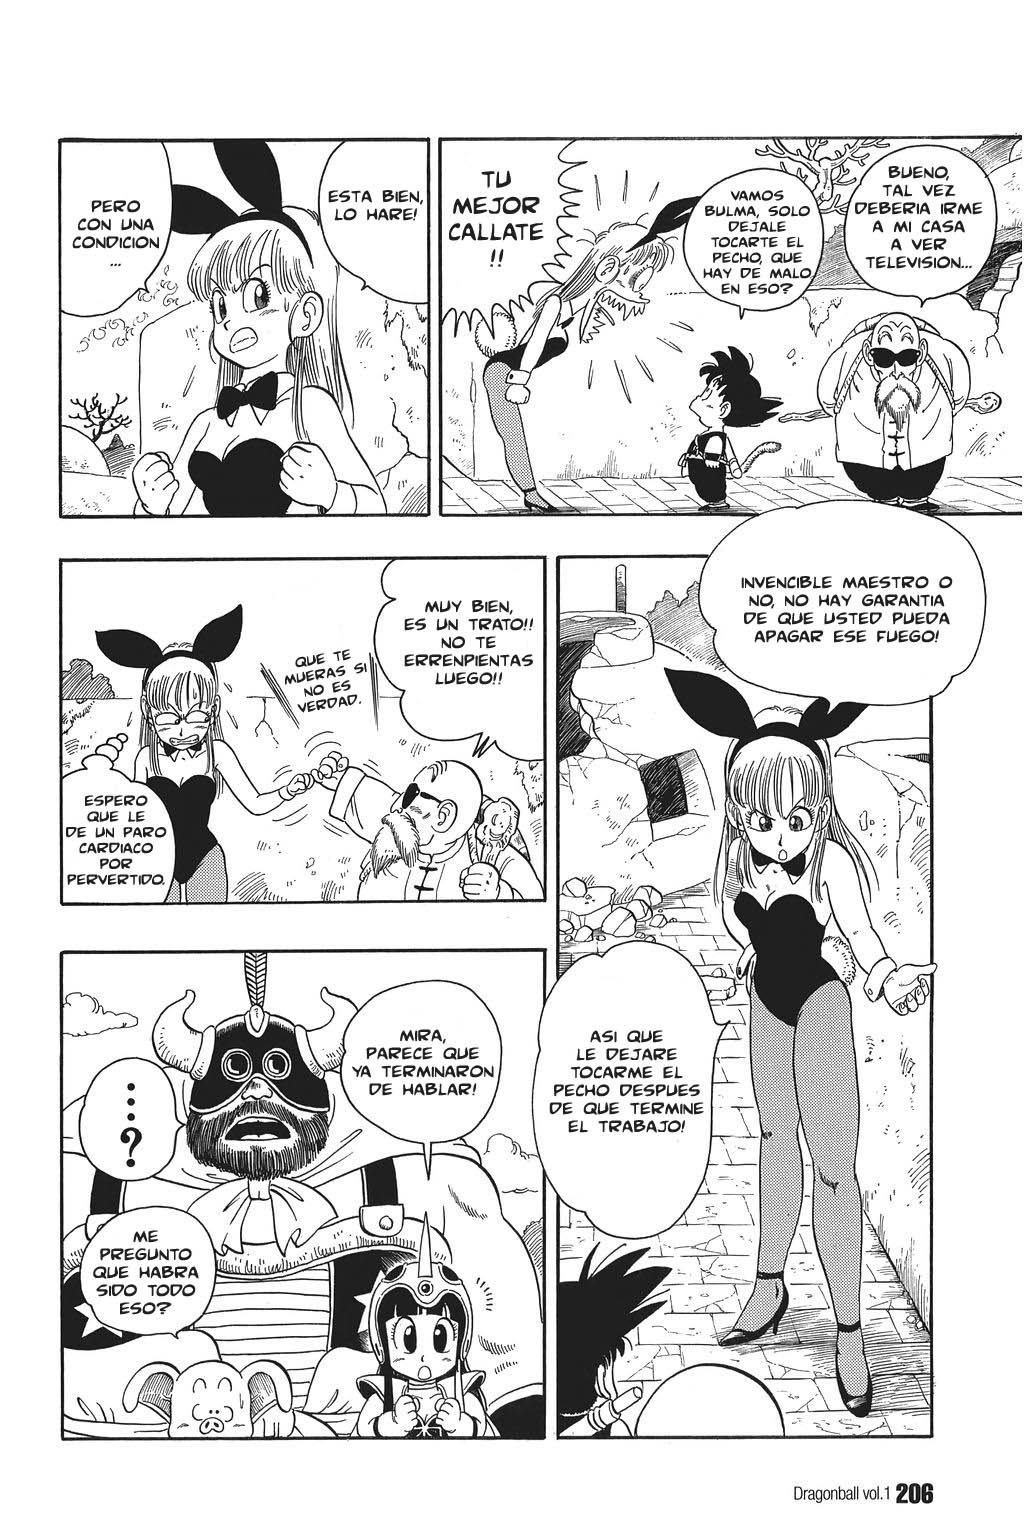 BUENO,
TAL VEZ
DEBERIA IRME
A MI CASA
A VER
TELEVISION...
VAMOS
BULMA, SOLO
DEJALE
TOCARTE EL
PECHO, QUE
HAY DE MALO
EN ESO?
TU
MEJOR
CALLATE
!!
ESTA BIEN,
LO HARE!
PERO
CON UNA
CONDICION
...
INVENCIBLE MAESTRO O
NO, NO HAY GARANTIA
DE QUE USTED PUEDA
APAGAR ESE FUEGO!
ASI QUE
LE DEJARE
TOCARME EL
PECHO DESPUES
DE QUE TERMINE
EL TRABAJO!
MUY BIEN,
ES UN TRATO!!
NO TE
ERRENPIENTAS
LUEGO!!
QUE TE
MUERAS SI
NO ES
VERDAD.
ESPERO
QUE LE
DE UN PARO
CARDIACO
POR
PERVERTIDO.
MIRA,
PARECE QUE
YA TERMINARON
DE HABLAR!
....?
ME
PREGUNTO
QUE HABRA
SIDO TODO
ESO?
Dragonball vol.1 206